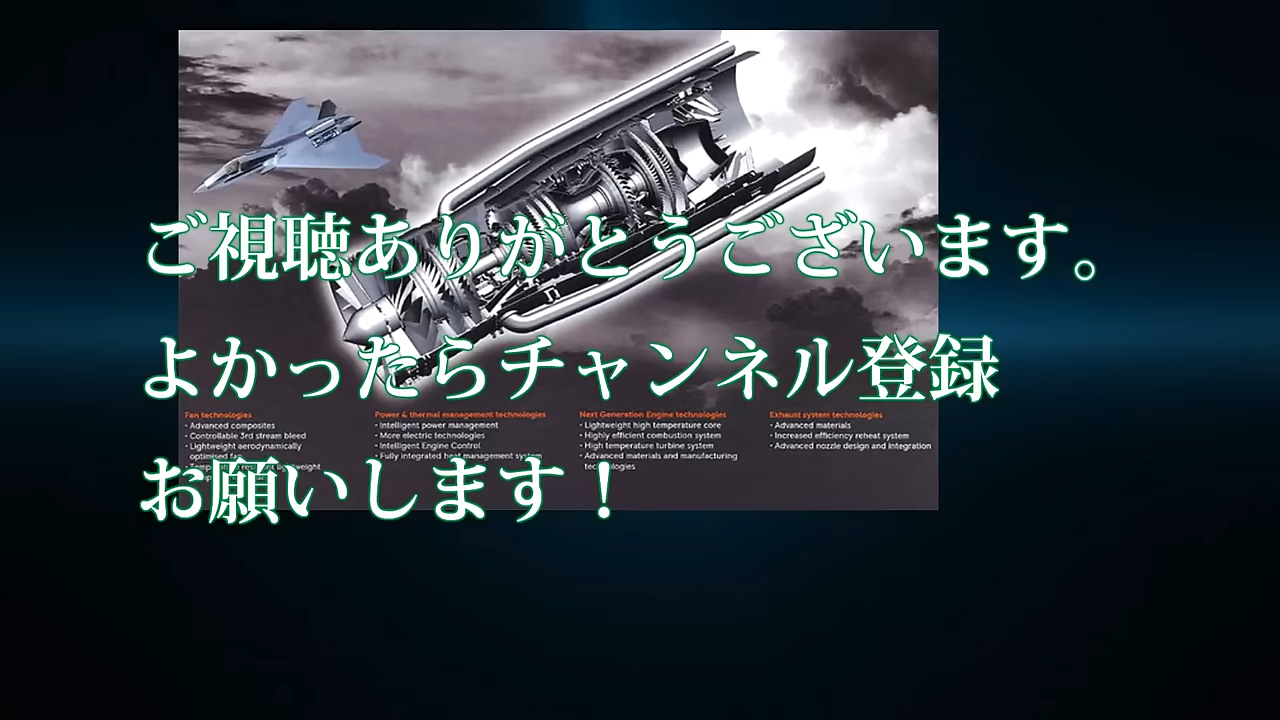 ご視聴ありがとうございます。
よかったらチャンネル登録
お願いします！
Fan technologies
- Advanced composites
- Controllable 3rd stream bleed
- Lightweight aerodynamically
optimised
lightweight
Power & thermal management technologies
- Intelligent power management
- More electric technologies
- Intelligent Engine Control
- Fully integrated heat management system
Next Generation Engine technologies
- Lightweight high temperature core
- Highly efficient combustion system
- High temperature turbine system
- Advanced materials and manufacturing
technologies
Exhaust system technologies
- Advanced materials
- Increased efficiency reheat system
- Advanced nozzle design and integration